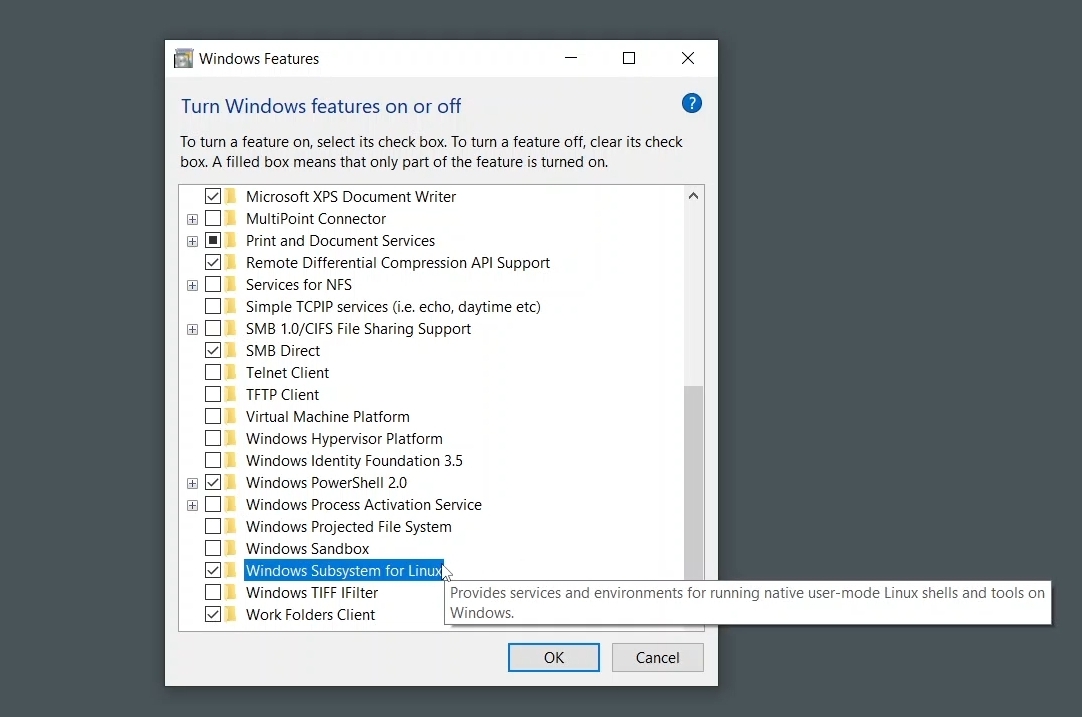 Windows Features
Turn Windows features on or off
?
To turn a feature on, select its check box. To turn a feature off, clear its check
box. A filled box means that only part of the feature is turned on.
Microsoft XPS Document Writer
MultiPoint Connector
Print and Document Services
Remote Differential Compression API Support
Services for NFS
Simple TCPIP services (i.e. echo, daytime etc)
SMB 1.0/CIFS File Sharing Support
SMB Direct
Telnet Client
TFTP Client
Virtual Machine Platform
Windows Hypervisor Platform
Windows Identity Foundation 3.5
Windows PowerShell 2.0
Windows Process Activation Service
Windows Projected File System
Windows Sandbox
Windows Subsystem for Linux
Windows TIFF IFilter
Provides services and environments for running native user-mode Linux shells and tools on
Windows.
Work Folders Client
OK
Cancel